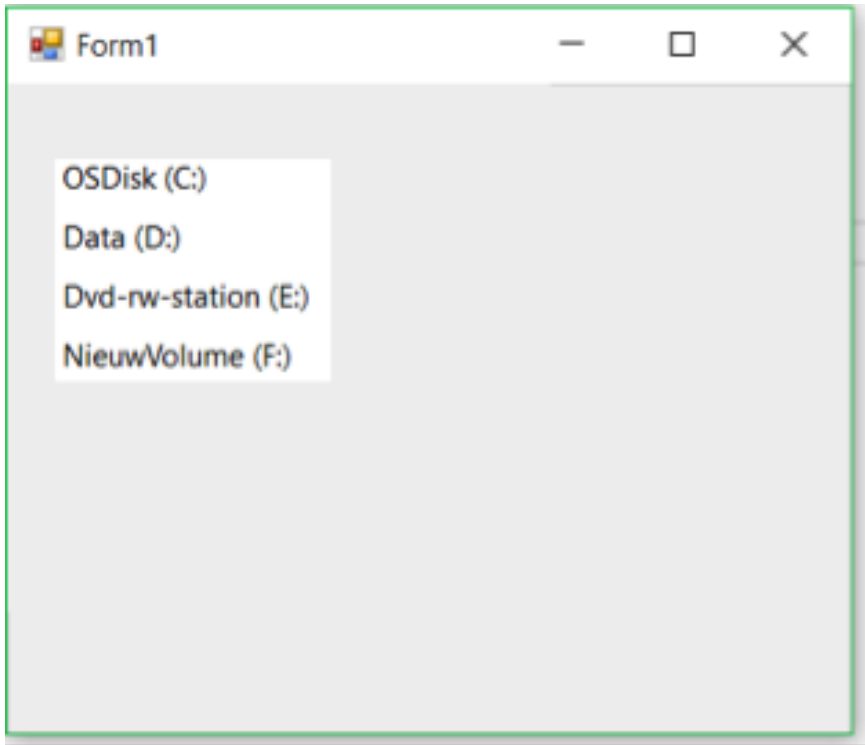 Form1
OSDisk (C:)
Data (D:)
Dvd-rw-station (E:)
NieuwVolume (F:)